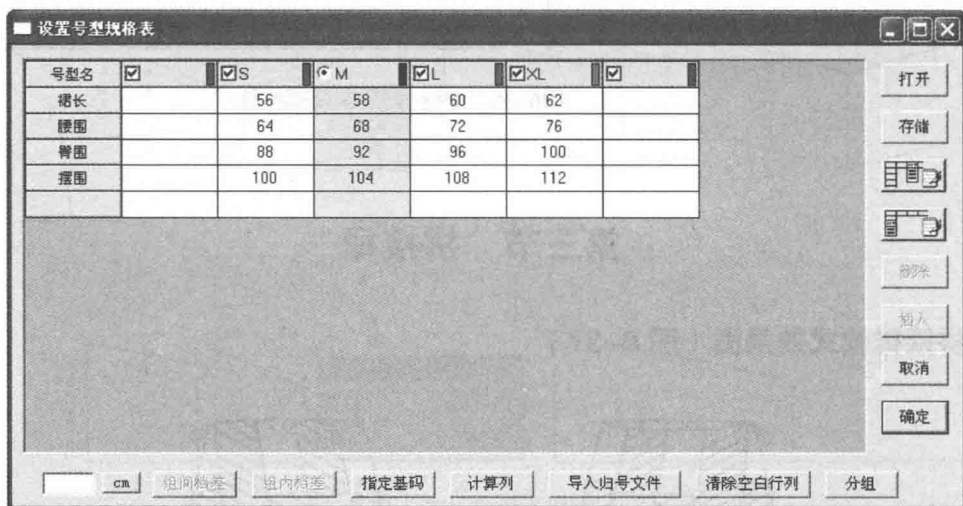 设置号型规格表
号型名 S M L XL
裙长 56 58 60 62
腰围 64 68 72 76
臀围 88 92 96 100
摆围 100 104 108 112
打开
存储
删除
插入
取消
确定
cm 组间档差 组内档差 指定基码 计算列 导入归号文件 清除空白行列 分组